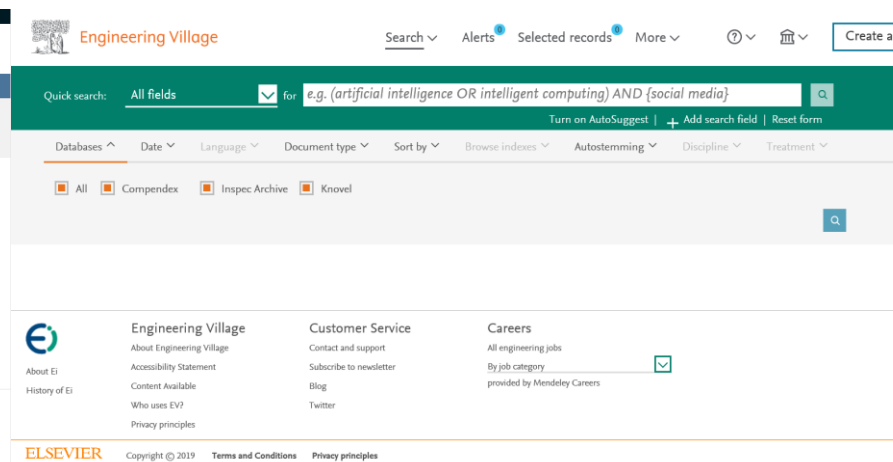 Engineering Village
Search Alerts 0 Selected records 0 More ? Create a
Quick search: All fields for e.g. (artificial intelligence OR intelligent computing) AND {social media}
Turn on AutoSuggest | + Add search field | Reset form
Databases Date Language Document type Sort by Browse indexes Autostemming Discipline Treatment
All Compendex Inspec Archive Knovel
Engineering Village Customer Service Careers
About Engineering Village Contact and support All engineering jobs
About Ei Accessibility Statement Subscribe to newsletter By job category
History of Ei Content Available Blog provided by Mendeley Careers
Who uses EV? Twitter
Privacy principles
ELSEVIER Copyright © 2019 Terms and Conditions Privacy principles